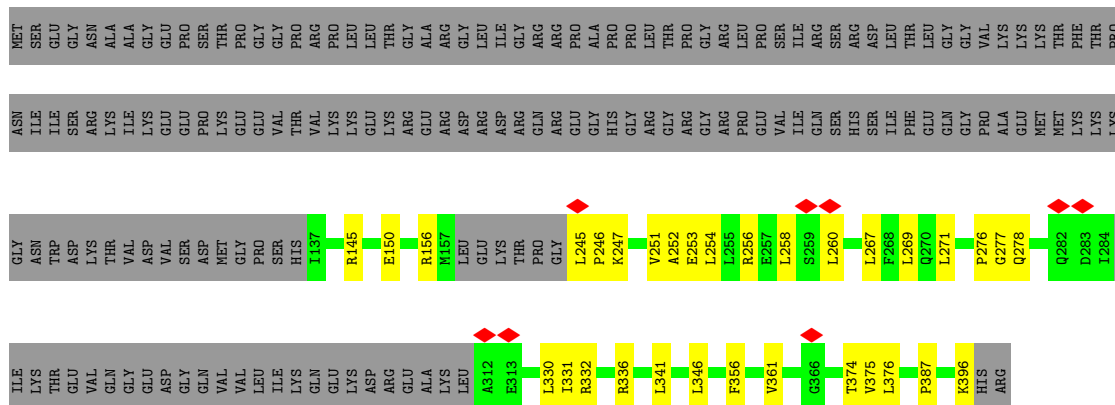 MET SER GLU GLY ASN ALA ALA GLY GLU PRO SER THR PRO GLY GLY PRO ARG PRO LEU LEU THR GLY ALA ARG GLY LEU ILE GLY ARG ARG PRO ALA PRO PRO LEU THR PRO GLY ARG LEU PRO SER ILE ARG SER ARG ASP LEU THR LEU GLY GLY VAL LYS LYS LYS THR PHE THR PRO
ASN ILE ILE SER ARG LYS ILE LYS GLU GLU PRO LYS GLU GLU VAL THR VAL LYS LYS GLU LYS ARG GLU ARG ASP ARG ASP ARG GLN ARG GLU GLY HIS GLY ARG GLY ARG GLY ARG PRO GLU VAL ILE GLN SER HIS SER ILE PHE GLU GLN GLY PRO ALA GLU MET MET LYS LYS LYS
GLY ASN TRP ASP LYS THR VAL ASP VAL SER ASP MET GLY PRO SER HIS I137 R145 E150 R156 M157 LEU GLU LYS THR PRO GLY L245 P246 K247 V251 A252 E253 L254 L255 R256 E257 L258 S259 L260 L267 F268 L269 Q270 L271 P276 G277 Q278 Q282 D283 I284
ILE LYS THR GLU VAL GLN GLY GLU ASP GLY GLN VAL VAL LEU ILE LYS GLN GLU LYS ASP ARG GLU ALA LYS LEU A312 E313 L330 I331 R332 R336 L341 L346 F356 V361 G366 T374 V375 L376 P387 K396 HIS ARG